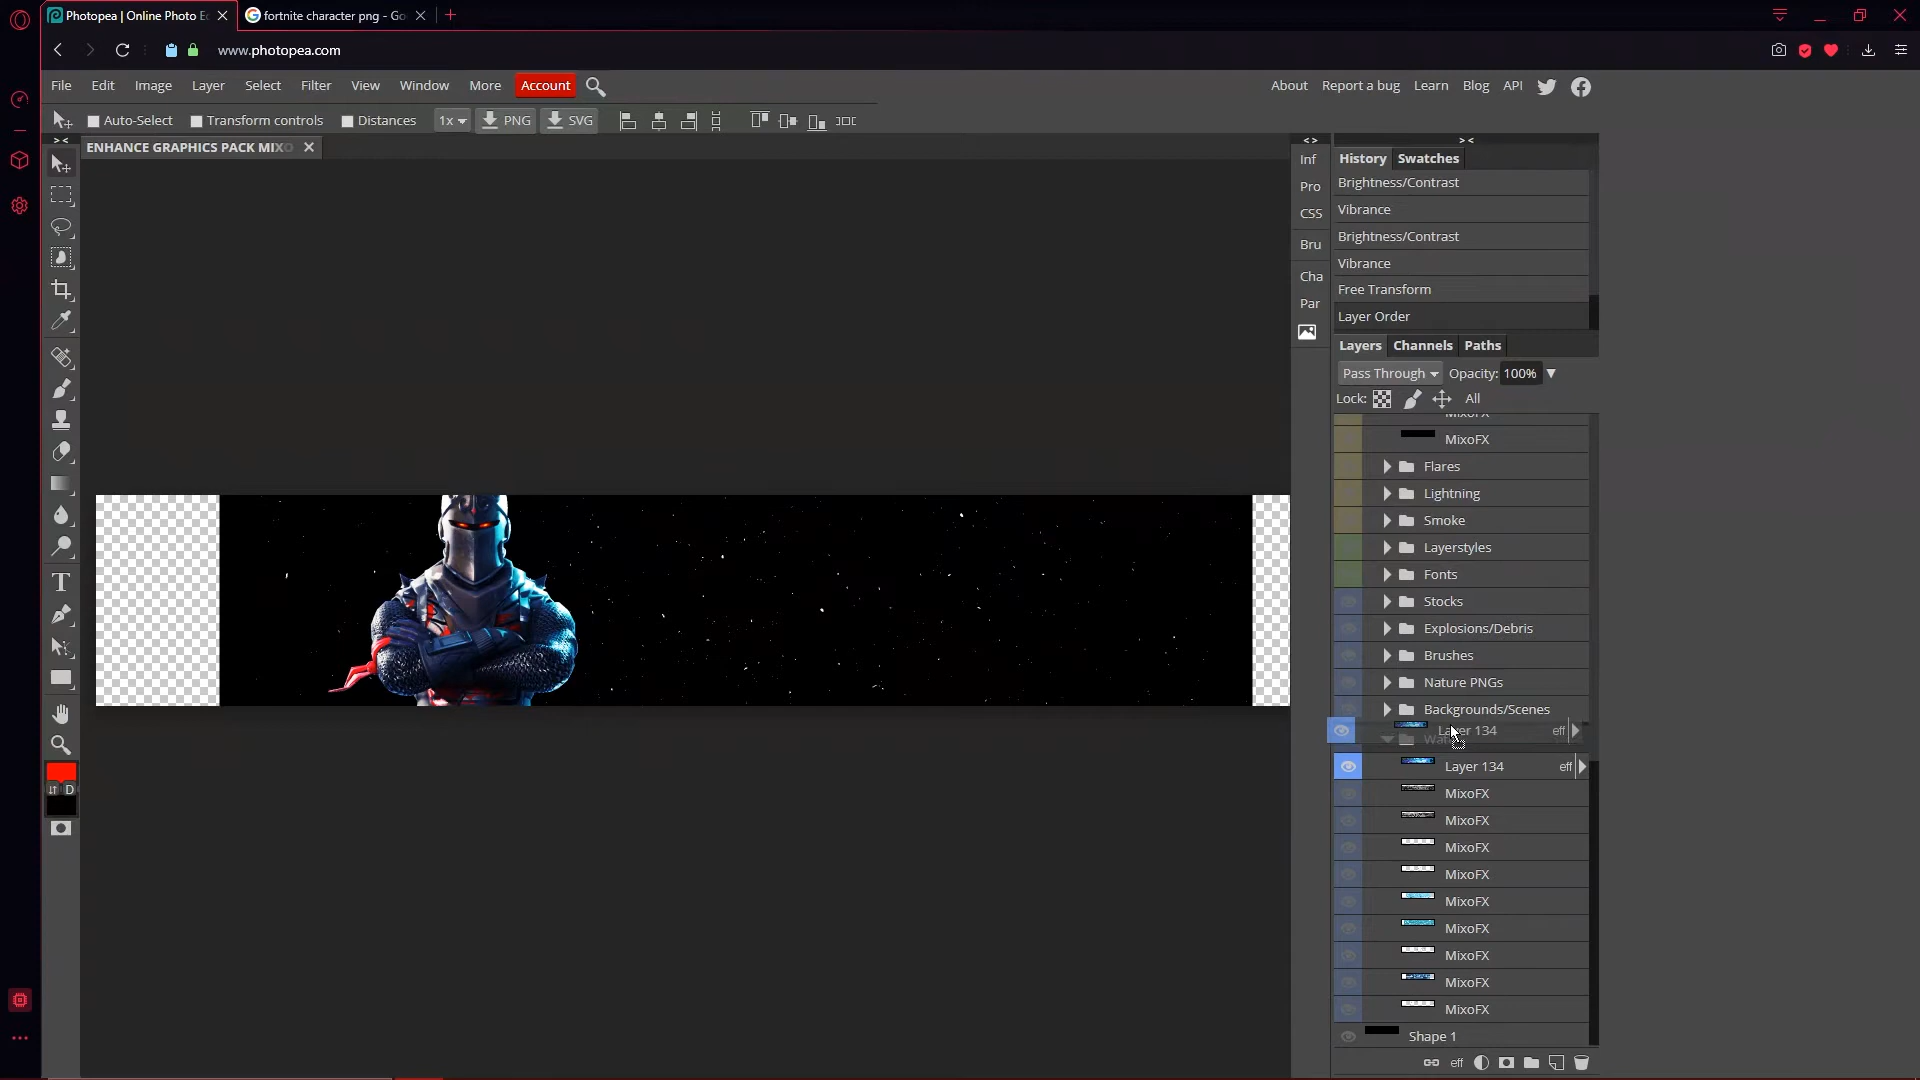 Photopea | Online Photo E
fortnite character png - Go
www.photopea.com
File Edit Image Layer Select Filter View Window More Account
About Report a bug Learn Blog API
Auto-Select Transform controls Distances 1x PNG SVG
ENHANCE GRAPHICS PACK MIXO
> <
< >
> <
Inf
Pro
CSS
Bru
Cha
Par
History Swatches
Brightness/Contrast
Vibrance
Brightness/Contrast
Vibrance
Free Transform
Layer Order
Layers Channels Paths
Pass Through Opacity: 100%
Lock: All
MixoFX
MixoFX
Flares
Lightning
Smoke
Layerstyles
Fonts
Stocks
Explosions/Debris
Brushes
Nature PNGs
Backgrounds/Scenes
Layer 134 eff
Layer 134 eff
MixoFX
MixoFX
MixoFX
MixoFX
MixoFX
MixoFX
MixoFX
MixoFX
MixoFX
Shape 1
eff
D